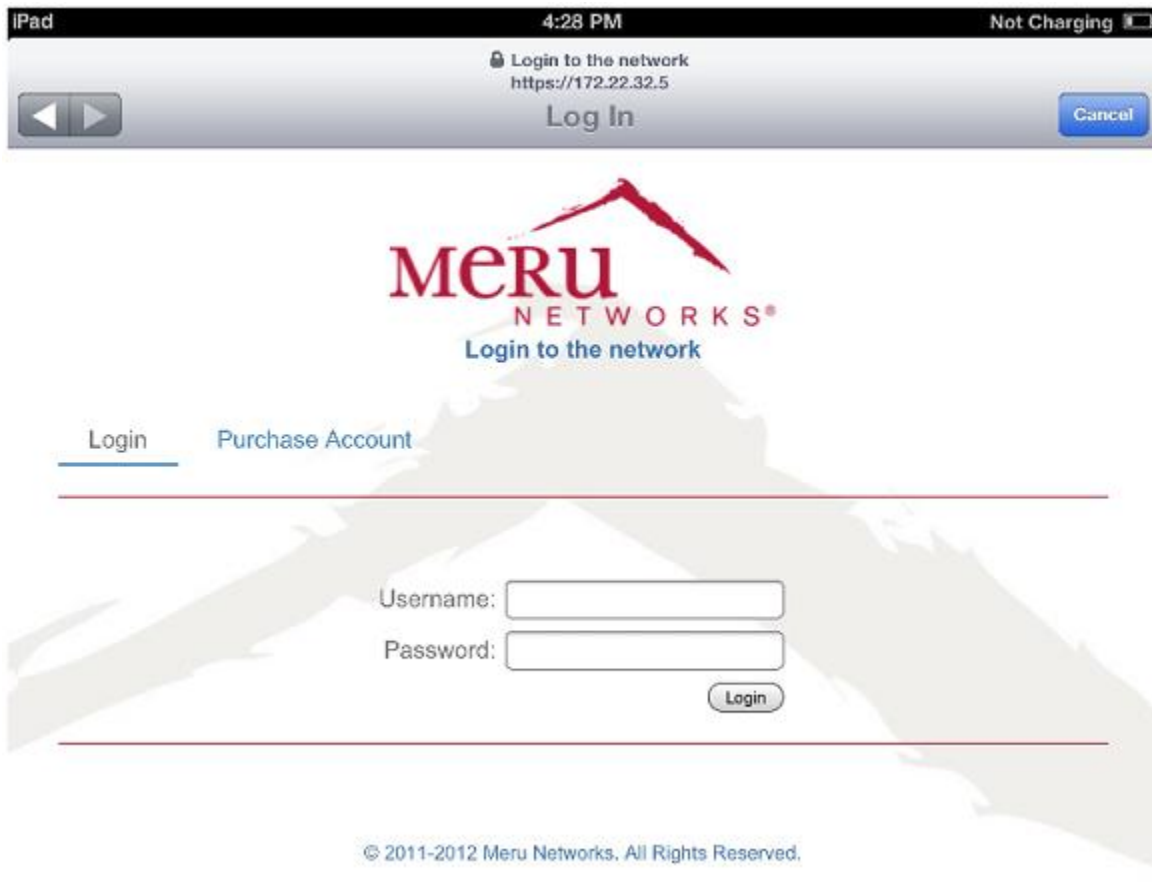 iPad 4:28 PM Not Charging
Login to the network
https://172.22.32.5
Log In
Cancel
MeRU
NETWORKS®
Login to the network
Login Purchase Account
Username:
Password:
Login
© 2011-2012 Meru Networks. All Rights Reserved.